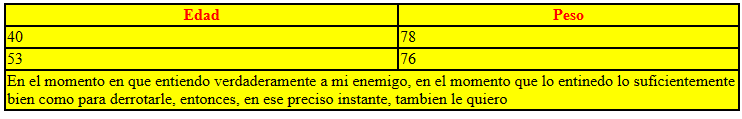 Edad Peso
40 78
53 76
En el momento en que entiendo verdaderamente a mi enemigo, en el momento que lo entinedo lo suficientemente
bien como para derrotarle, entonces, en ese preciso instante, tambien le quiero